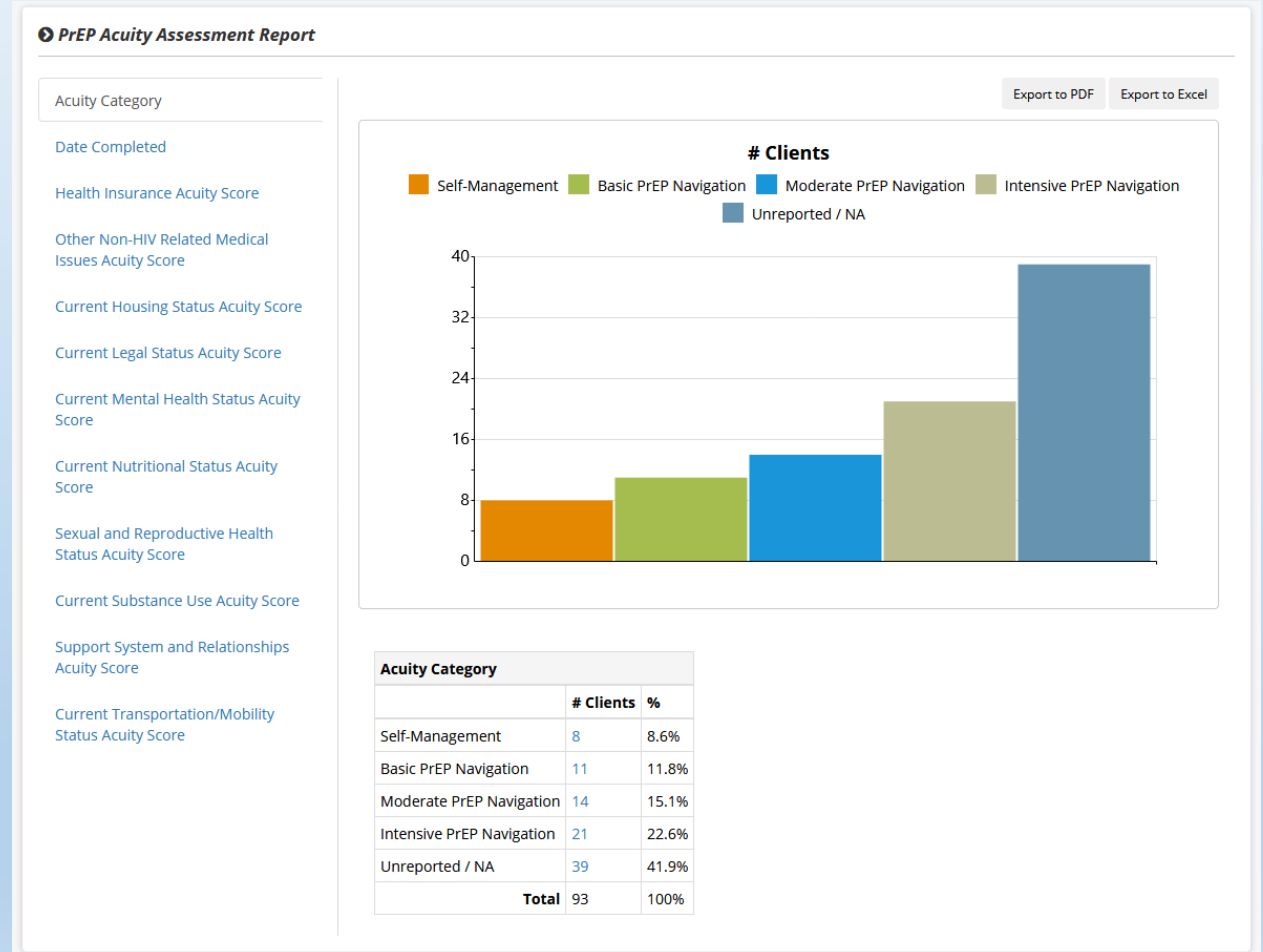 PrEP Acuity Assessment Report
Acuity Category
Date Completed
Health Insurance Acuity Score
Other Non-HIV Related Medical
Issues Acuity Score
Current Housing Status Acuity Score
Current Legal Status Acuity Score
Current Mental Health Status Acuity
Score
Current Nutritional Status Acuity
Score
Sexual and Reproductive Health
Status Acuity Score
Current Substance Use Acuity Score
Support System and Relationships
Acuity Score
Current Transportation/Mobility
Status Acuity Score
Export to PDF Export to Excel
# Clients
Self-Management Basic PrEP Navigation Moderate PrEP Navigation Intensive PrEP Navigation
Unreported / NA
40
32
24
16
8
0
Acuity Category
# Clients %
Self-Management 8 8.6%
Basic PrEP Navigation 11 11.8%
Moderate PrEP Navigation 14 15.1%
Intensive PrEP Navigation 21 22.6%
Unreported / NA 39 41.9%
Total 93 100%